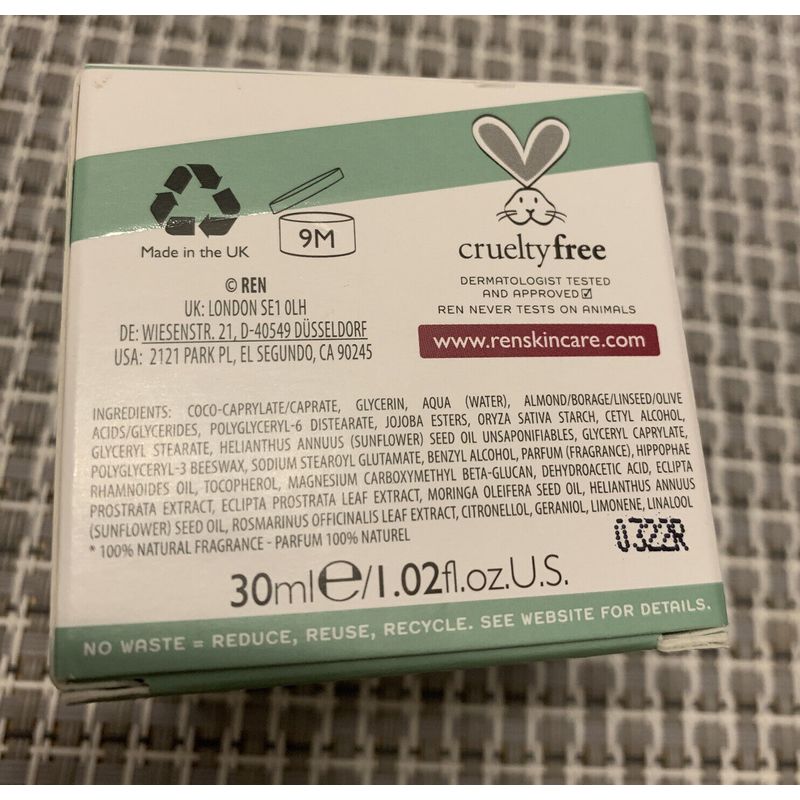 Made in the UK
9M
© REN
UK: LONDON SE1 0LH
DE: WIESENSTR. 21, D-40549 DÜSSELDORF
USA: 2121 PARK PL, EL SEGUNDO, CA 90245
crueltyfree
DERMATOLOGIST TESTED
AND APPROVED
REN NEVER TESTS ON ANIMALS
www.renskincare.com
INGREDIENTS: COCO-CAPRYLATE/CAPRATE, GLYCERIN, AQUA (WATER), ALMOND/BORAGE/LINSEED/OLIVE
ACIDS/GLYCERIDES, POLYGLYCERYL-6 DISTEARATE, JOJOBA ESTERS, ORYZA SATIVA STARCH, CETYL ALCOHOL,
GLYCERYL STEARATE, HELIANTHUS ANNUUS (SUNFLOWER) SEED OIL UNSAPONIFIABLES, GLYCERYL CAPRYLATE,
POLYGLYCERYL-3 BEESWAX, SODIUM STEAROYL GLUTAMATE, BENZYL ALCOHOL, PARFUM (FRAGRANCE), HIPPOPHAE
RHAMNOIDES OIL, TOCOPHEROL, MAGNESIUM CARBOXYMETHYL BETA-GLUCAN, DEHYDROACETIC ACID, ECLIPTA
PROSTRATA EXTRACT, ECLIPTA PROSTRATA LEAF EXTRACT, MORINGA OLEIFERA SEED OIL, HELIANTHUS ANNUUS
(SUNFLOWER) SEED OIL, ROSMARINUS OFFICINALIS LEAF EXTRACT, CITRONELLOL, GERANIOL, LIMONENE, LINALOOL
* 100% NATURAL FRAGRANCE - PARFUM 100% NATUREL
0322R
30ml℮/1.02fl.oz.U.S.
NO WASTE = REDUCE, REUSE, RECYCLE. SEE WEBSITE FOR DETAILS.